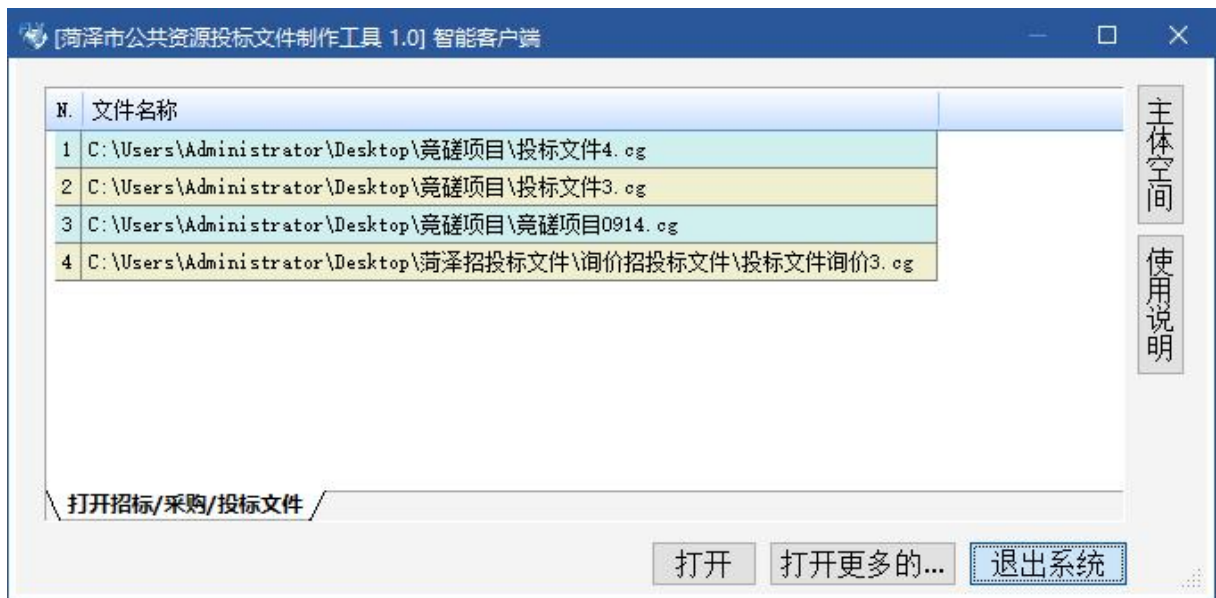 [菏泽市公共资源投标文件制作工具 1.0] 智能客户端
N. 文件名称
1 C:\Users\Administrator\Desktop\竞磋项目\投标文件4.cg
2 C:\Users\Administrator\Desktop\竞磋项目\投标文件3.cg
3 C:\Users\Administrator\Desktop\竞磋项目\竞磋项目0914.cg
4 C:\Users\Administrator\Desktop\菏泽招投标文件\询价招投标文件\投标文件询价3.cg
主体空间
使用说明
打开招标/采购/投标文件
打开 打开更多的... 退出系统